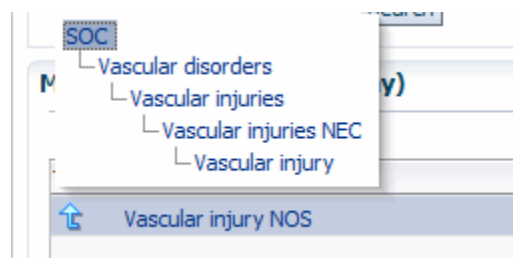 SOC
Vascular disorders
Vascular injuries
Vascular injuries NEC
Vascular injury
Vascular injury NOS